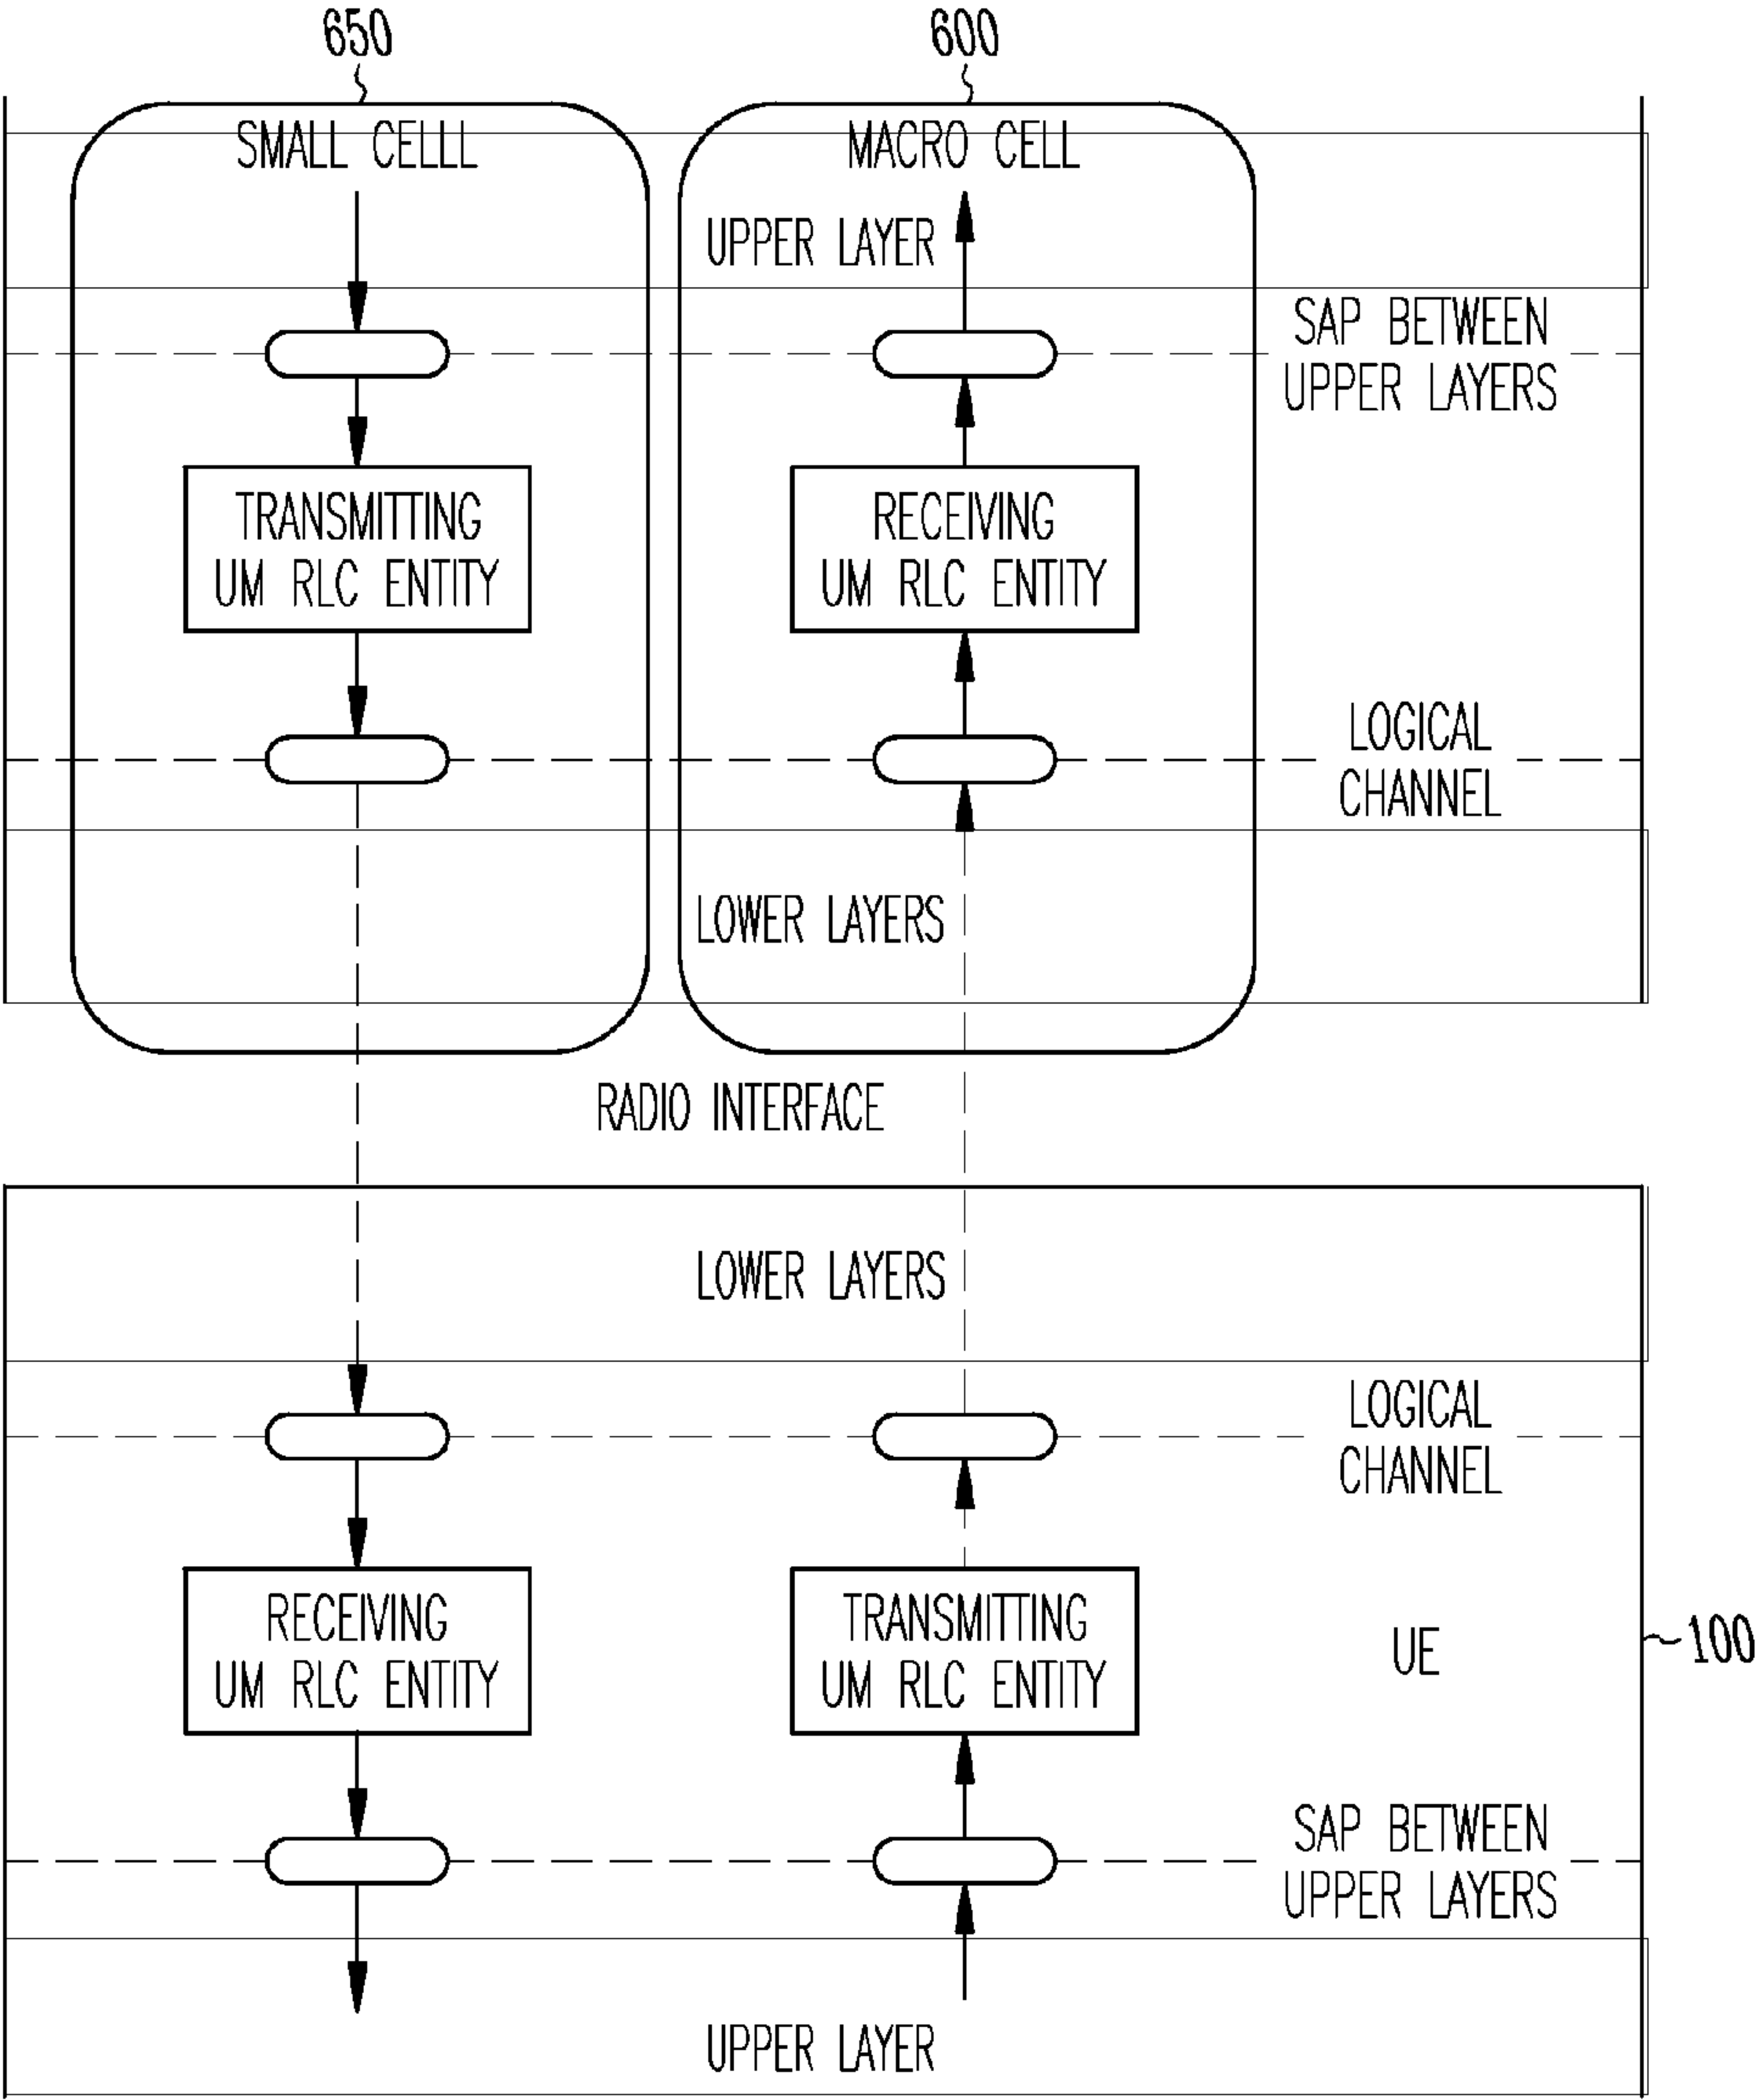 650
600
SMALL CELLL
MACRO CELL
UPPER LAYER
SAP BETWEEN
UPPER LAYERS
TRANSMITTING
UM RLC ENTITY
RECEIVING
UM RLC ENTITY
LOGICAL
CHANNEL
LOWER LAYERS
RADIO INTERFACE
LOWER LAYERS
LOGICAL
CHANNEL
RECEIVING
UM RLC ENTITY
TRANSMITTING
UM RLC ENTITY
UE
100
SAP BETWEEN
UPPER LAYERS
UPPER LAYER